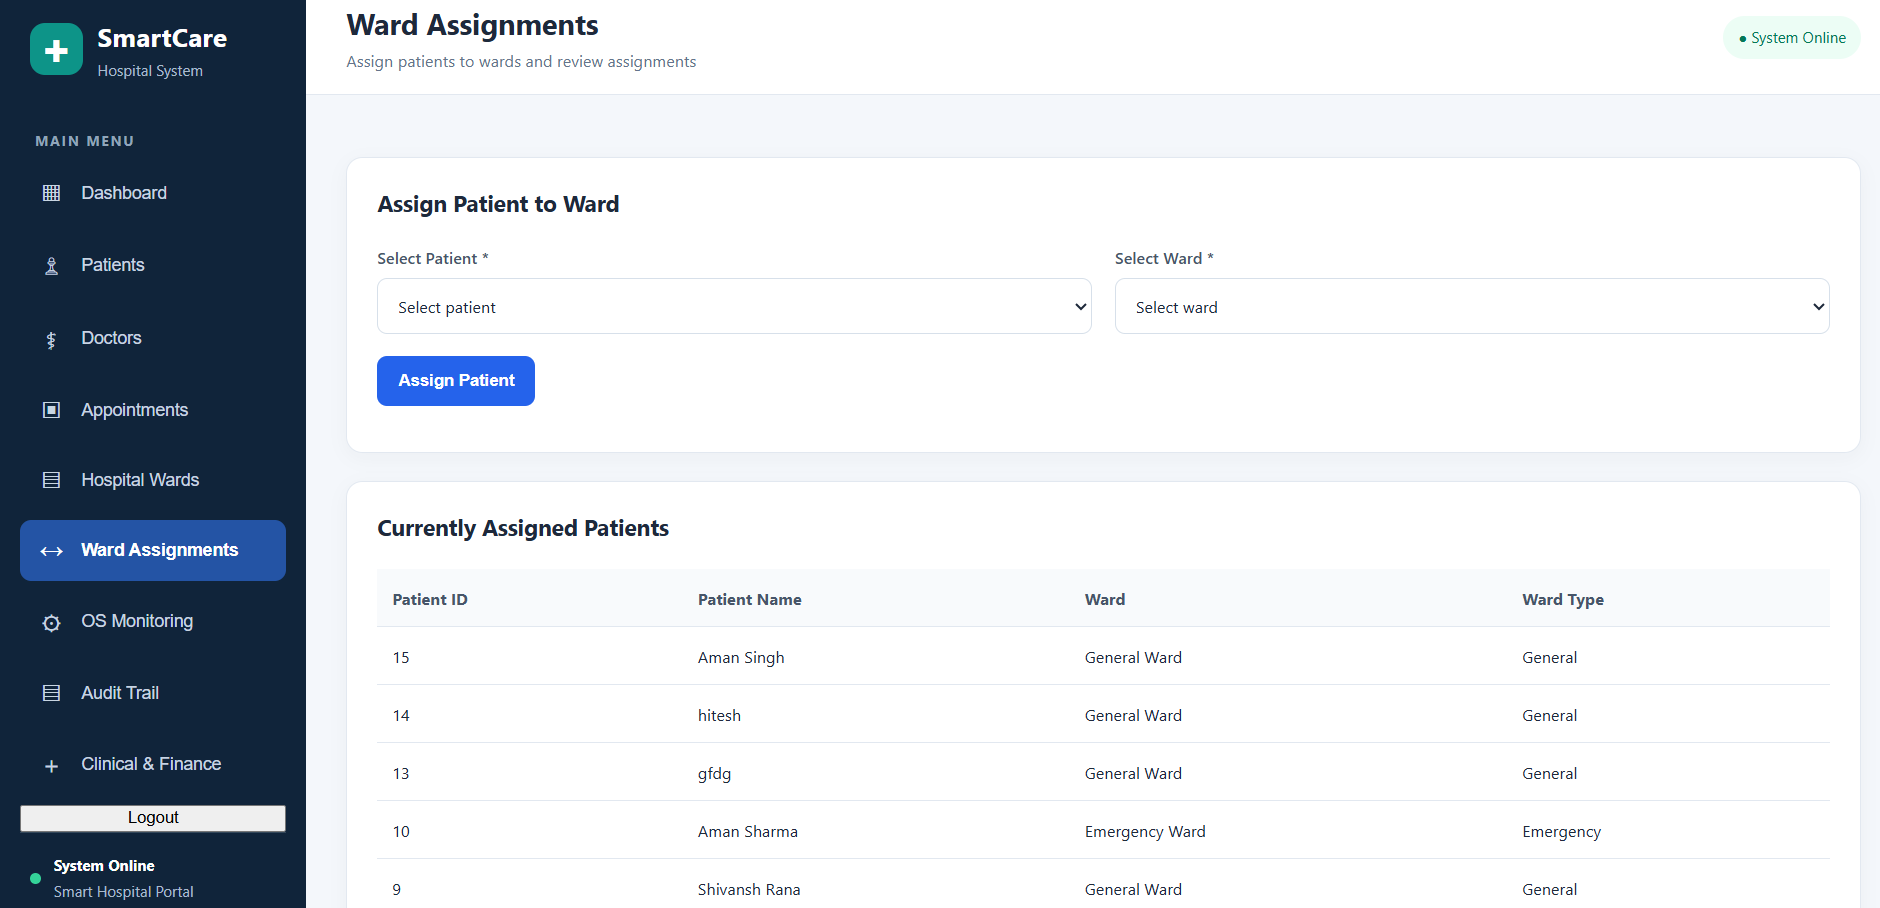 SmartCare
Hospital System
MAIN MENU
Dashboard
Patients
Doctors
Appointments
Hospital Wards
Ward Assignments
OS Monitoring
Audit Trail
Clinical & Finance
Logout
System Online
Smart Hospital Portal
Ward Assignments
Assign patients to wards and review assignments
● System Online
Assign Patient to Ward
Select Patient * Select Ward *
Select patient Select ward
Assign Patient
Currently Assigned Patients
Patient ID Patient Name Ward Ward Type
15 Aman Singh General Ward General
14 hitesh General Ward General
13 gfdg General Ward General
10 Aman Sharma Emergency Ward Emergency
9 Shivansh Rana General Ward General